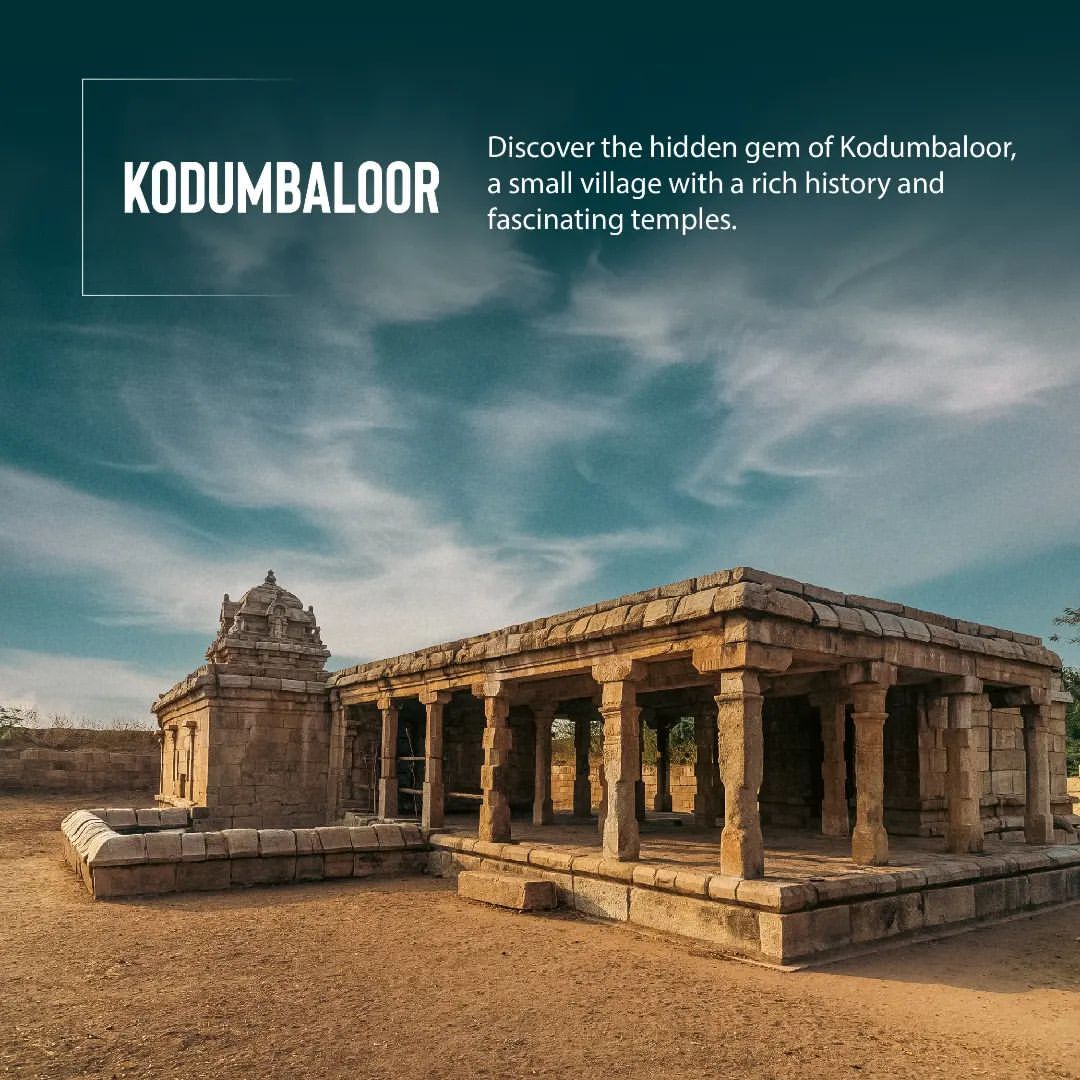 KODUMBALOOR
Discover the hidden gem of Kodumbaloor,
a small village with a rich history and
fascinating temples.